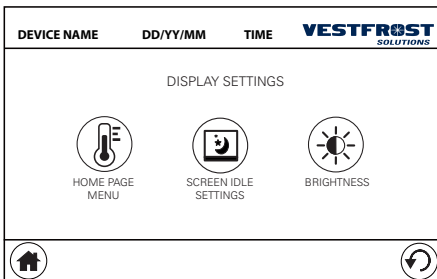 DEVICE NAME DD/YY/MM TIME VESTFROST
SOLUTIONS
DISPLAY SETTINGS
HOME PAGE
MENU
SCREEN IDLE
SETTINGS
BRIGHTNESS